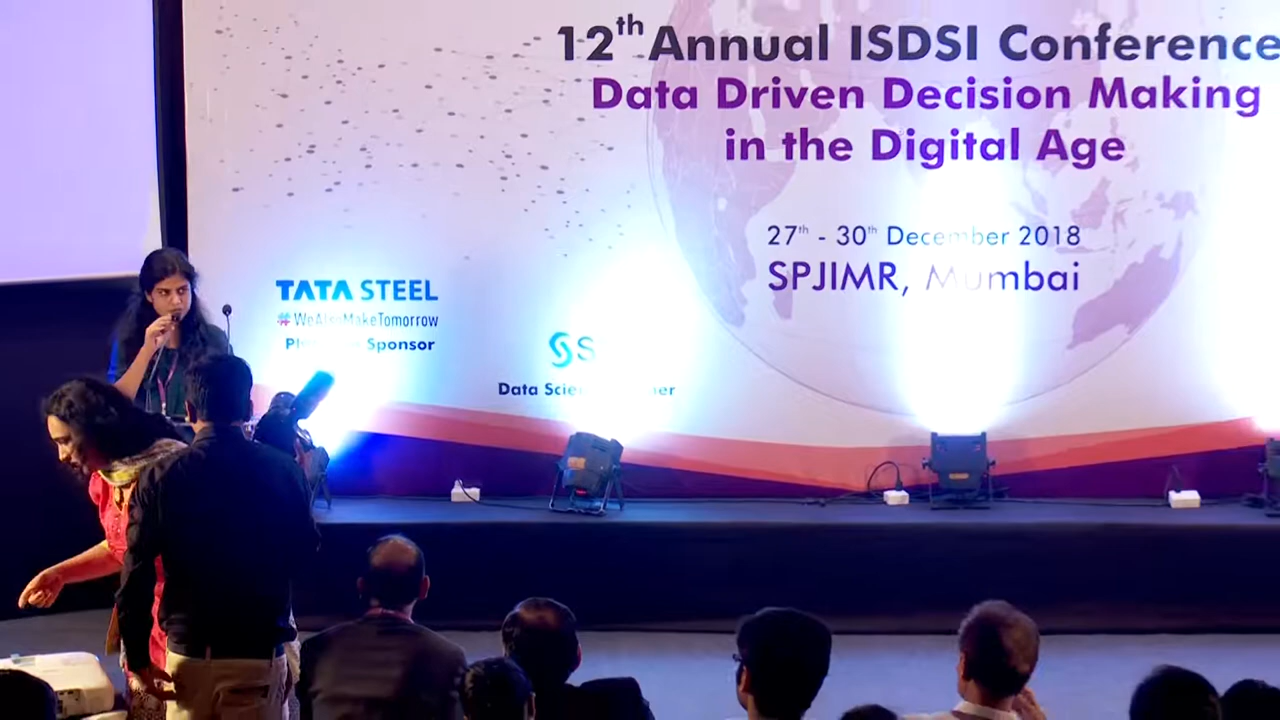 12th Annual ISDSI Conference
Data Driven Decision Making
in the Digital Age
27th - 30th December 2018
SPJIMR, Mumbai
TATA STEEL
#WeAlsoMakeTomorrow
Sponsor
Data